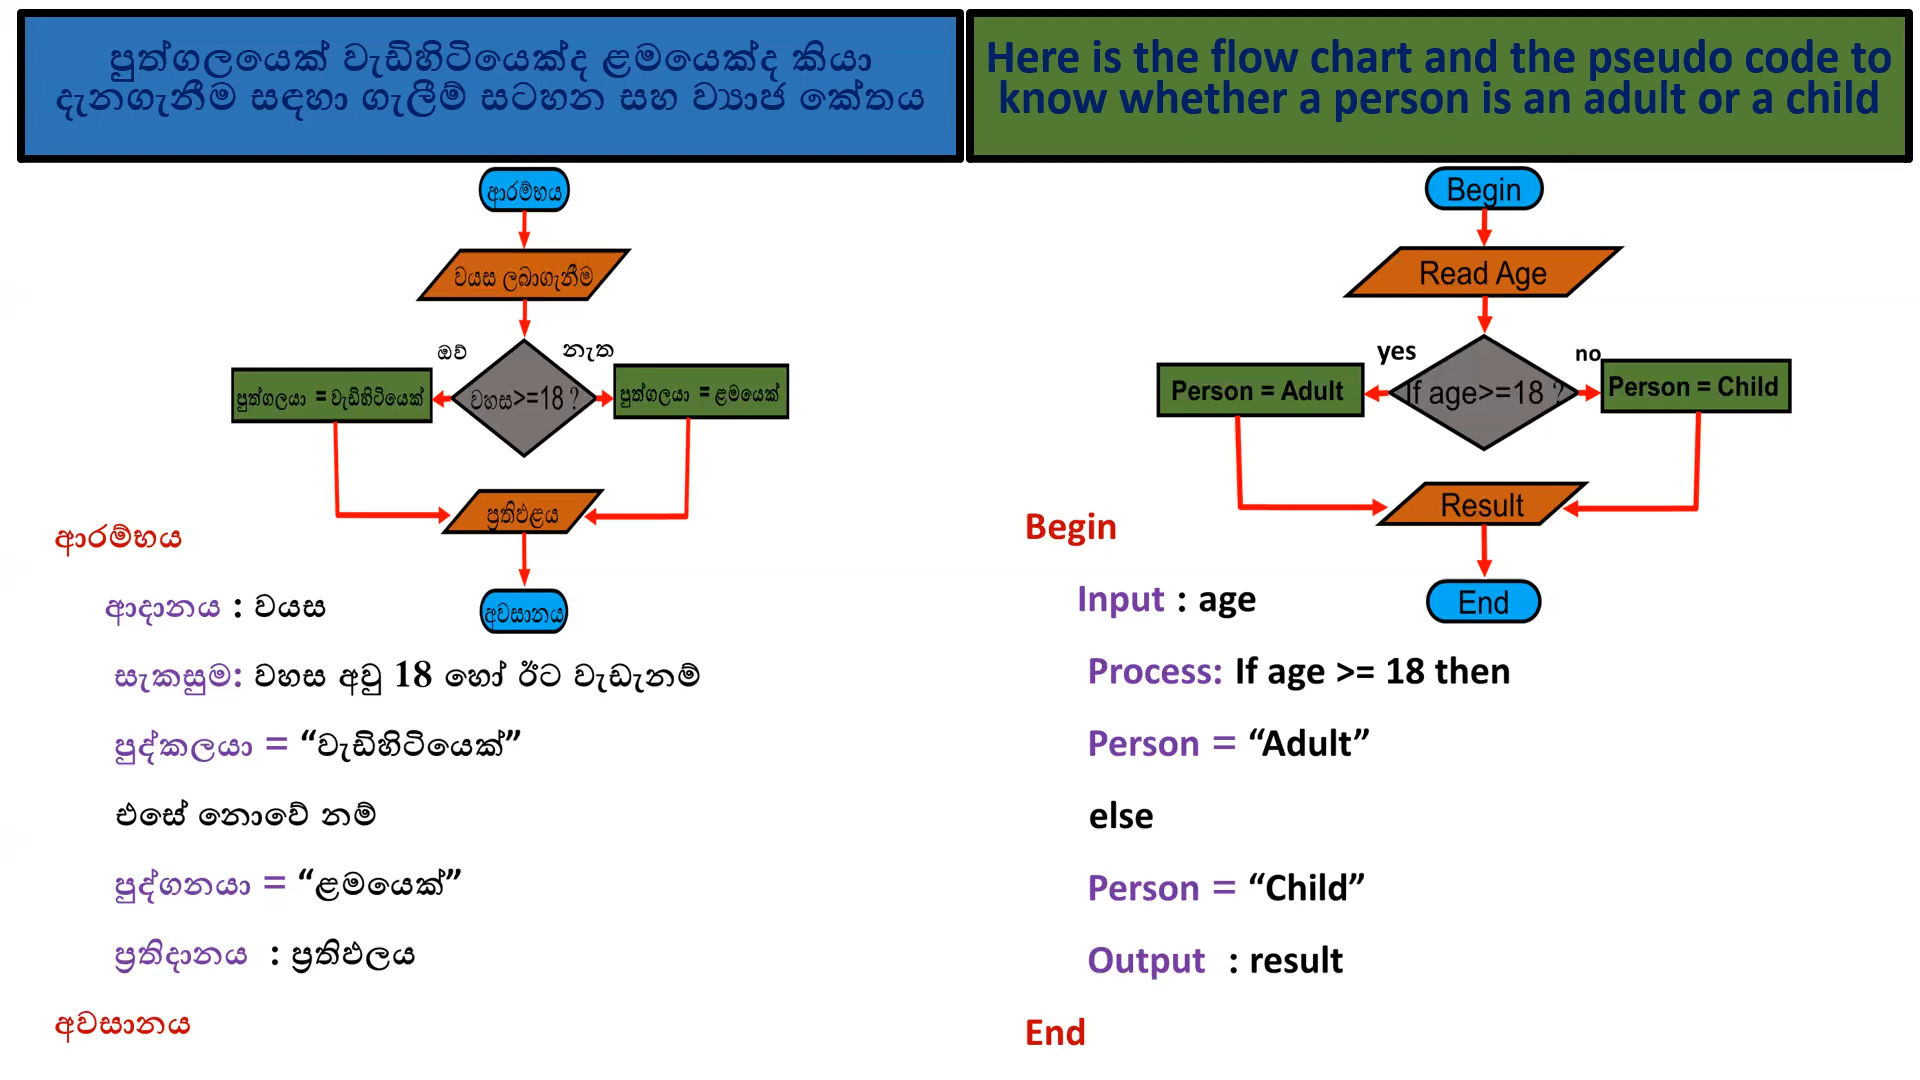 පුත්ගලයෙක් වැඩිහිටියෙක්ද ළමයෙක්ද කියා
දැනගැනීම සඳහා ගැලීම් සටහන සහ ව්‍යාජ කේතය
ආරම්භය
වයස ලබාගැනීම
ඔව්
නැත
පුත්ගලයා = වැඩිහිටියෙක්
වහස>=18 ?
පුත්ගලයා = ළමයෙක්
ප්‍රතිඵළය
අවසානය
ආරම්භය
ආදානය : වයස
සැකසුම: වහස අවු 18 හෝ ඊට වැඩැනම්
පුද්කලයා = “වැඩිහිටියෙක්”
එසේ නොවේ නම්
පුද්ගනයා = “ළමයෙක්”
ප්‍රතිදානය : ප්‍රතිඵලය
අවසානය
Here is the flow chart and the pseudo code to
know whether a person is an adult or a child
Begin
Read Age
yes
no
Person = Adult
If age>=18 ?
Person = Child
Result
End
Begin
Input : age
Process: If age >= 18 then
Person = “Adult”
else
Person = “Child”
Output : result
End